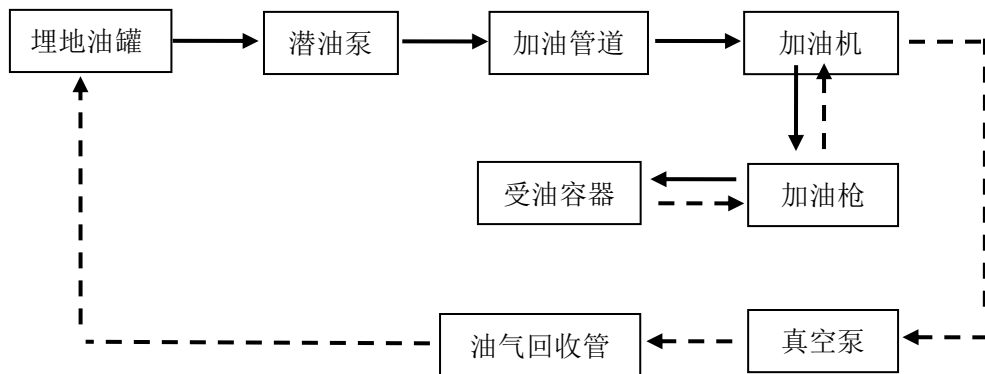 埋地油罐
潜油泵
加油管道
加油机
受油容器
加油枪
油气回收管
真空泵